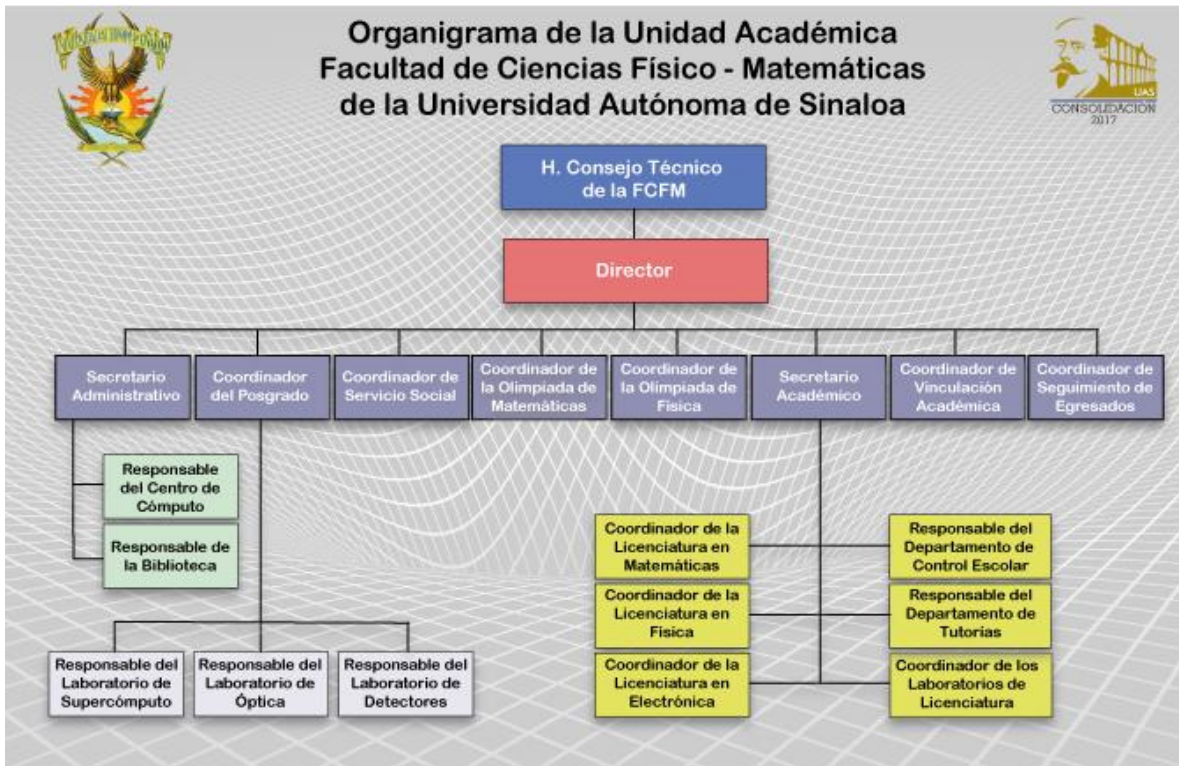 Organigrama de la Unidad Académica
Facultad de Ciencias Físico - Matemáticas
de la Universidad Autónoma de Sinaloa
UAS
CONSOLIDACIÓN
2017
H. Consejo Técnico
de la FCFM
Director
Secretario
Administrativo
Coordinador
del Posgrado
Coordinador de
Servicio Social
Coordinador de
la Olimpiada de
Matemáticas
Coordinador de
la Olimpiada de
Física
Secretario
Académico
Coordinador de
Vinculación
Académica
Coordinador de
Seguimiento de
Egresados
Responsable
del Centro de
Cómputo
Responsable de
la Biblioteca
Coordinador de la
Licenciatura en
Matemáticas
Responsable del
Departamento de
Control Escolar
Coordinador de la
Licenciatura en
Física
Responsable del
Departamento de
Tutorías
Responsable del
Laboratorio de
Supercómputo
Responsable del
Laboratorio de
Óptica
Responsable del
Laboratorio de
Detectores
Coordinador de la
Licenciatura en
Electrónica
Coordinador de los
Laboratorios de
Licenciatura